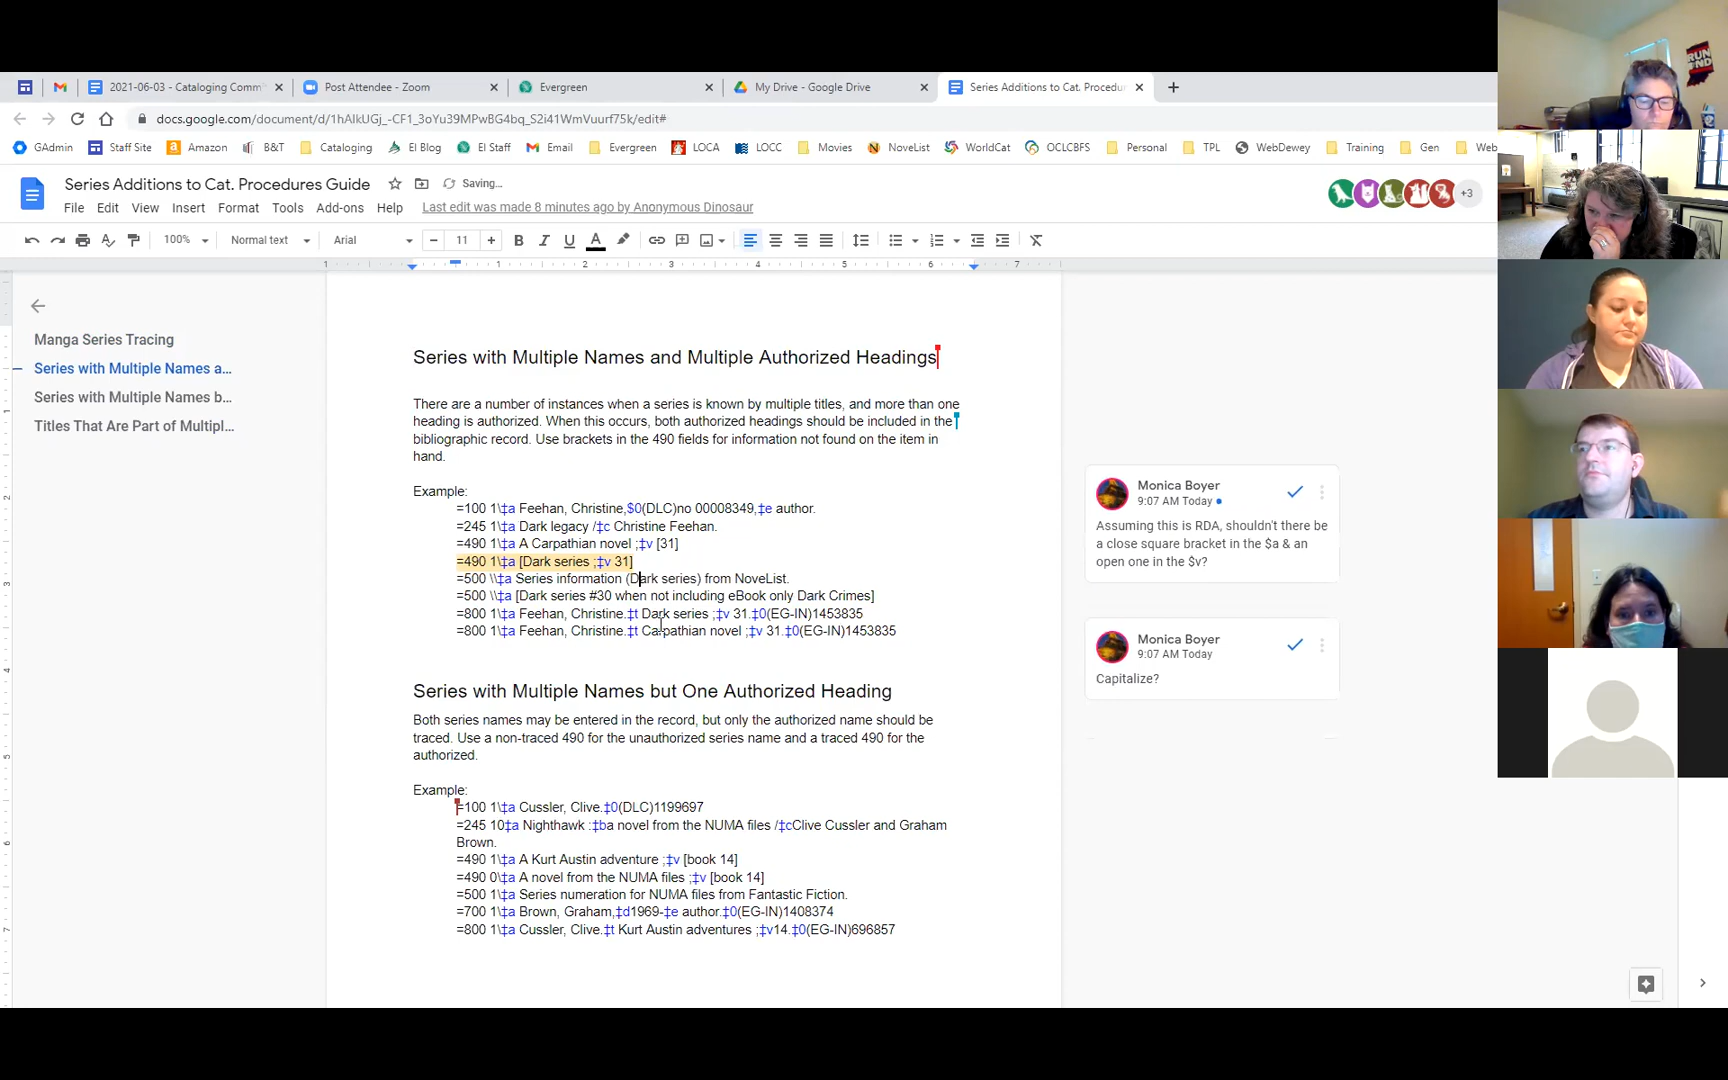 2021-06-03 - Cataloging Comm
Post Attendee - Zoom
Evergreen
My Drive - Google Drive
Series Additions to Cat. Procedur
docs.google.com/document/d/1hAIkUGj_-CF1_3oYu39MPwBG4bq_S2i41WmVuurf75k/edit#
GAdmin Staff Site Amazon B&T Cataloging EI Blog EI Staff Email Evergreen LOCA LOCC Movies NoveList WorldCat OCLCBFS Personal TPL WebDewey Training Gen Web
Series Additions to Cat. Procedures Guide
Saving...
File Edit View Insert Format Tools Add-ons Help Last edit was made 8 minutes ago by Anonymous Dinosaur
+3
100% Normal text Arial 11
1 1 2 3 4 5 6 7
Manga Series Tracing
Series with Multiple Names a...
Series with Multiple Names b...
Titles That Are Part of Multipl...
Series with Multiple Names and Multiple Authorized Headings
There are a number of instances when a series is known by multiple titles, and more than one
heading is authorized. When this occurs, both authorized headings should be included in the
bibliographic record. Use brackets in the 490 fields for information not found on the item in
hand.
Example:
=100 1\‡a Feehan, Christine,$0(DLC)no 00008349,‡e author.
=245 1\‡a Dark legacy /‡c Christine Feehan.
=490 1\‡a A Carpathian novel ;‡v [31]
=490 1\‡a [Dark series ;‡v 31]
=500 \\‡a Series information (Dark series) from NoveList.
=500 \\‡a [Dark series #30 when not including eBook only Dark Crimes]
=800 1\‡a Feehan, Christine.‡t Dark series ;‡v 31.‡0(EG-IN)1453835
=800 1\‡a Feehan, Christine.‡t Carpathian novel ;‡v 31.‡0(EG-IN)1453835
Series with Multiple Names but One Authorized Heading
Both series names may be entered in the record, but only the authorized name should be
traced. Use a non-traced 490 for the unauthorized series name and a traced 490 for the
authorized.
Example:
=100 1\‡a Cussler, Clive.‡0(DLC)1199697
=245 10‡a Nighthawk :‡ba novel from the NUMA files /‡cClive Cussler and Graham
Brown.
=490 1\‡a A Kurt Austin adventure ;‡v [book 14]
=490 0\‡a A novel from the NUMA files ;‡v [book 14]
=500 1\‡a Series numeration for NUMA files from Fantastic Fiction.
=700 1\‡a Brown, Graham,‡d1969-‡e author.‡0(EG-IN)1408374
=800 1\‡a Cussler, Clive.‡t Kurt Austin adventures ;‡v14.‡0(EG-IN)696857
Monica Boyer
9:07 AM Today
Assuming this is RDA, shouldn't there be
a close square bracket in the $a & an
open one in the $v?
Monica Boyer
9:07 AM Today
Capitalize?